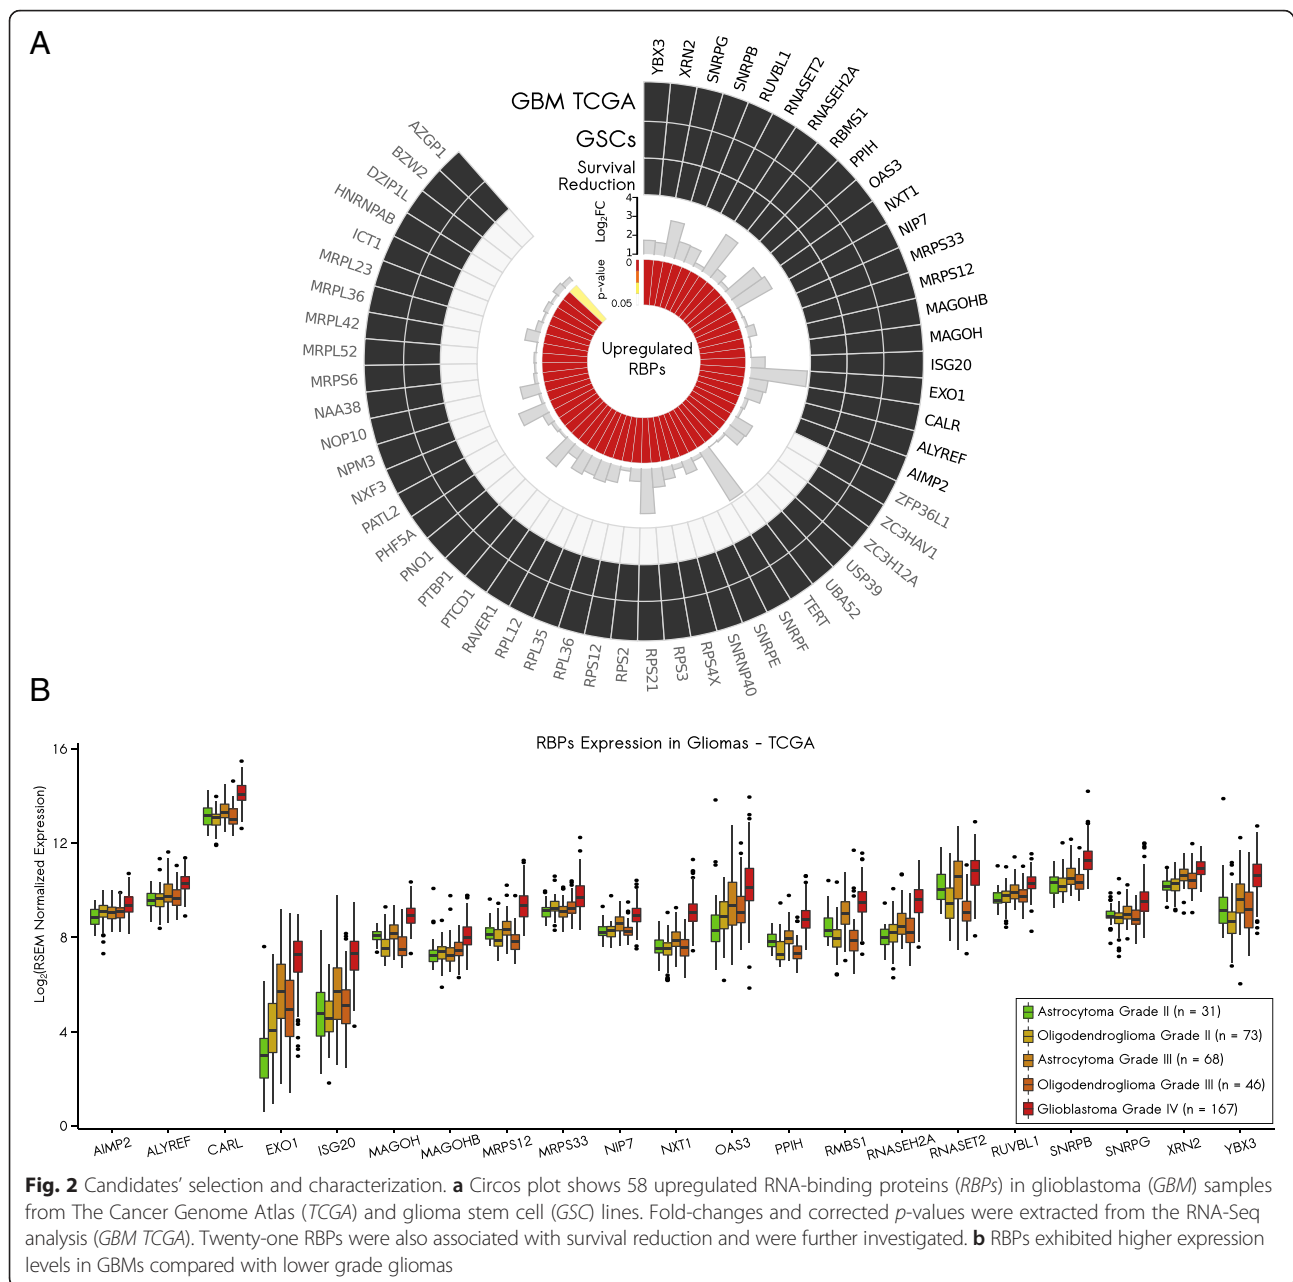 A
GBM TCGA
GSCs
Survival
Reduction
Log2FC
4
3
2
1
p-value
0
0.05
Upregulated
RBPs
YBX3
XRN2
SNRPG
SNRPB
RUVBL1
RNASET2
RNASEH2A
RBMS1
PPIH
OAS3
NXT1
NIP7
MRPS33
MRPS12
MAGOHB
MAGOH
ISG20
EXO1
CALR
ALYREF
AIMP2
ZFP36L1
ZC3HAV1
ZC3H12A
USP39
UBA52
TERT
SNRPF
SNRPE
SNRNP40
RPS4X
RPS3
RPS21
RPS2
RPS12
RPL36
RPL35
RPL12
RAVER1
PTCD1
PTBP1
PNO1
PHF5A
PATL2
NXF3
NPM3
NOP10
NAA38
MRPS6
MRPL52
MRPL42
MRPL36
MRPL23
ICT1
HNRNPAB
DZIP1L
BZW2
AZGP1
B
RBPs Expression in Gliomas - TCGA
Log2(RSEM Normalized Expression)
16
12
8
4
0
Astrocytoma Grade II (n = 31)
Oligodendroglioma Grade II (n = 73)
Astrocytoma Grade III (n = 68)
Oligodendroglioma Grade III (n = 46)
Glioblastoma Grade IV (n = 167)
AIMP2 ALYREF CARL EXO1 ISG20 MAGOH MAGOHB MRPS12 MRPS33 NIP7 NXT1 OAS3 PPIH RMBS1 RNASEH2A RNASET2 RUVBL1 SNRPB SNRPG XRN2 YBX3
Fig. 2 Candidates' selection and characterization. a Circos plot shows 58 upregulated RNA-binding proteins (RBPs) in glioblastoma (GBM) samples
from The Cancer Genome Atlas (TCGA) and glioma stem cell (GSC) lines. Fold-changes and corrected p-values were extracted from the RNA-Seq
analysis (GBM TCGA). Twenty-one RBPs were also associated with survival reduction and were further investigated. b RBPs exhibited higher expression
levels in GBMs compared with lower grade gliomas